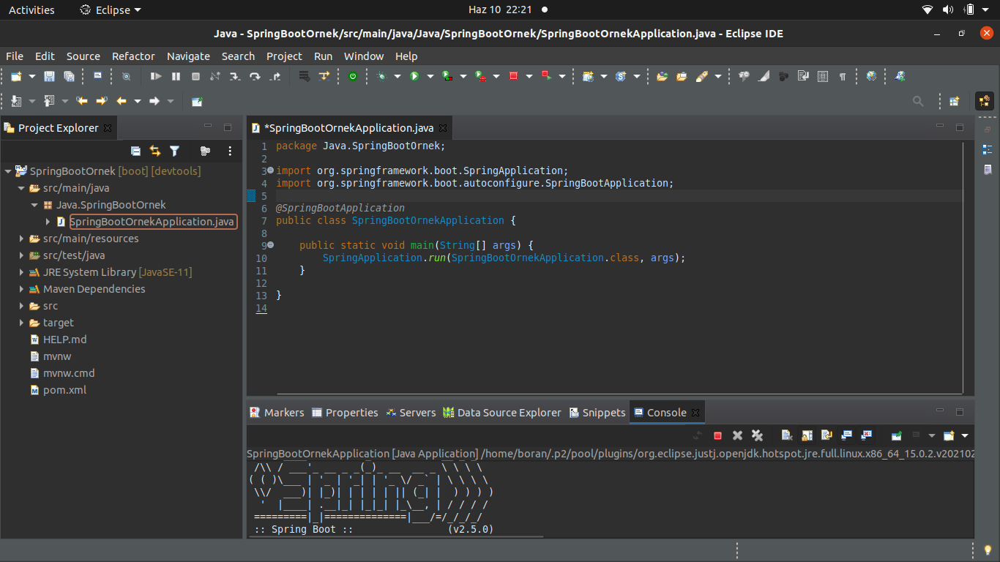 Activities
Eclipse
Haz 10 22:21
Java - SpringBootOrnek/src/main/java/Java/SpringBootOrnek/SpringBootOrnekApplication.java - Eclipse IDE
File Edit Source Refactor Navigate Search Project Run Window Help
Project Explorer
SpringBootOrnek [boot] [devtools]
src/main/java
Java.SpringBootOrnek
SpringBootOrnekApplication.java
src/main/resources
src/test/java
JRE System Library [JavaSE-11]
Maven Dependencies
src
target
HELP.md
mvnw
mvnw.cmd
pom.xml
*SpringBootOrnekApplication.java
1 package Java.SpringBootOrnek;
2
3 import org.springframework.boot.SpringApplication;
4 import org.springframework.boot.autoconfigure.SpringBootApplication;
5
6 @SpringBootApplication
7 public class SpringBootOrnekApplication {
8
9 public static void main(String[] args) {
10 SpringApplication.run(SpringBootOrnekApplication.class, args);
11 }
12
13 }
14
Markers Properties Servers Data Source Explorer Snippets Console
SpringBootOrnekApplication [Java Application] /home/boran/.p2/pool/plugins/org.eclipse.justj.openjdk.hotspot.jre.full.linux.x86_64_15.0.2.v202102
 /\\ / ___'_ __ _ _(_)_ __  __ _ \ \ \ \
( ( )\___ | '_ | '_| | '_ \/ _` | \ \ \ \
 \\/  ___)| |_)| | | | | || (_| |  ) ) ) )
  '  |____| .__|_| |_|_| |_\__, | / / / /
 =========|_|==============|___/=/_/_/_/
 :: Spring Boot ::                (v2.5.0)